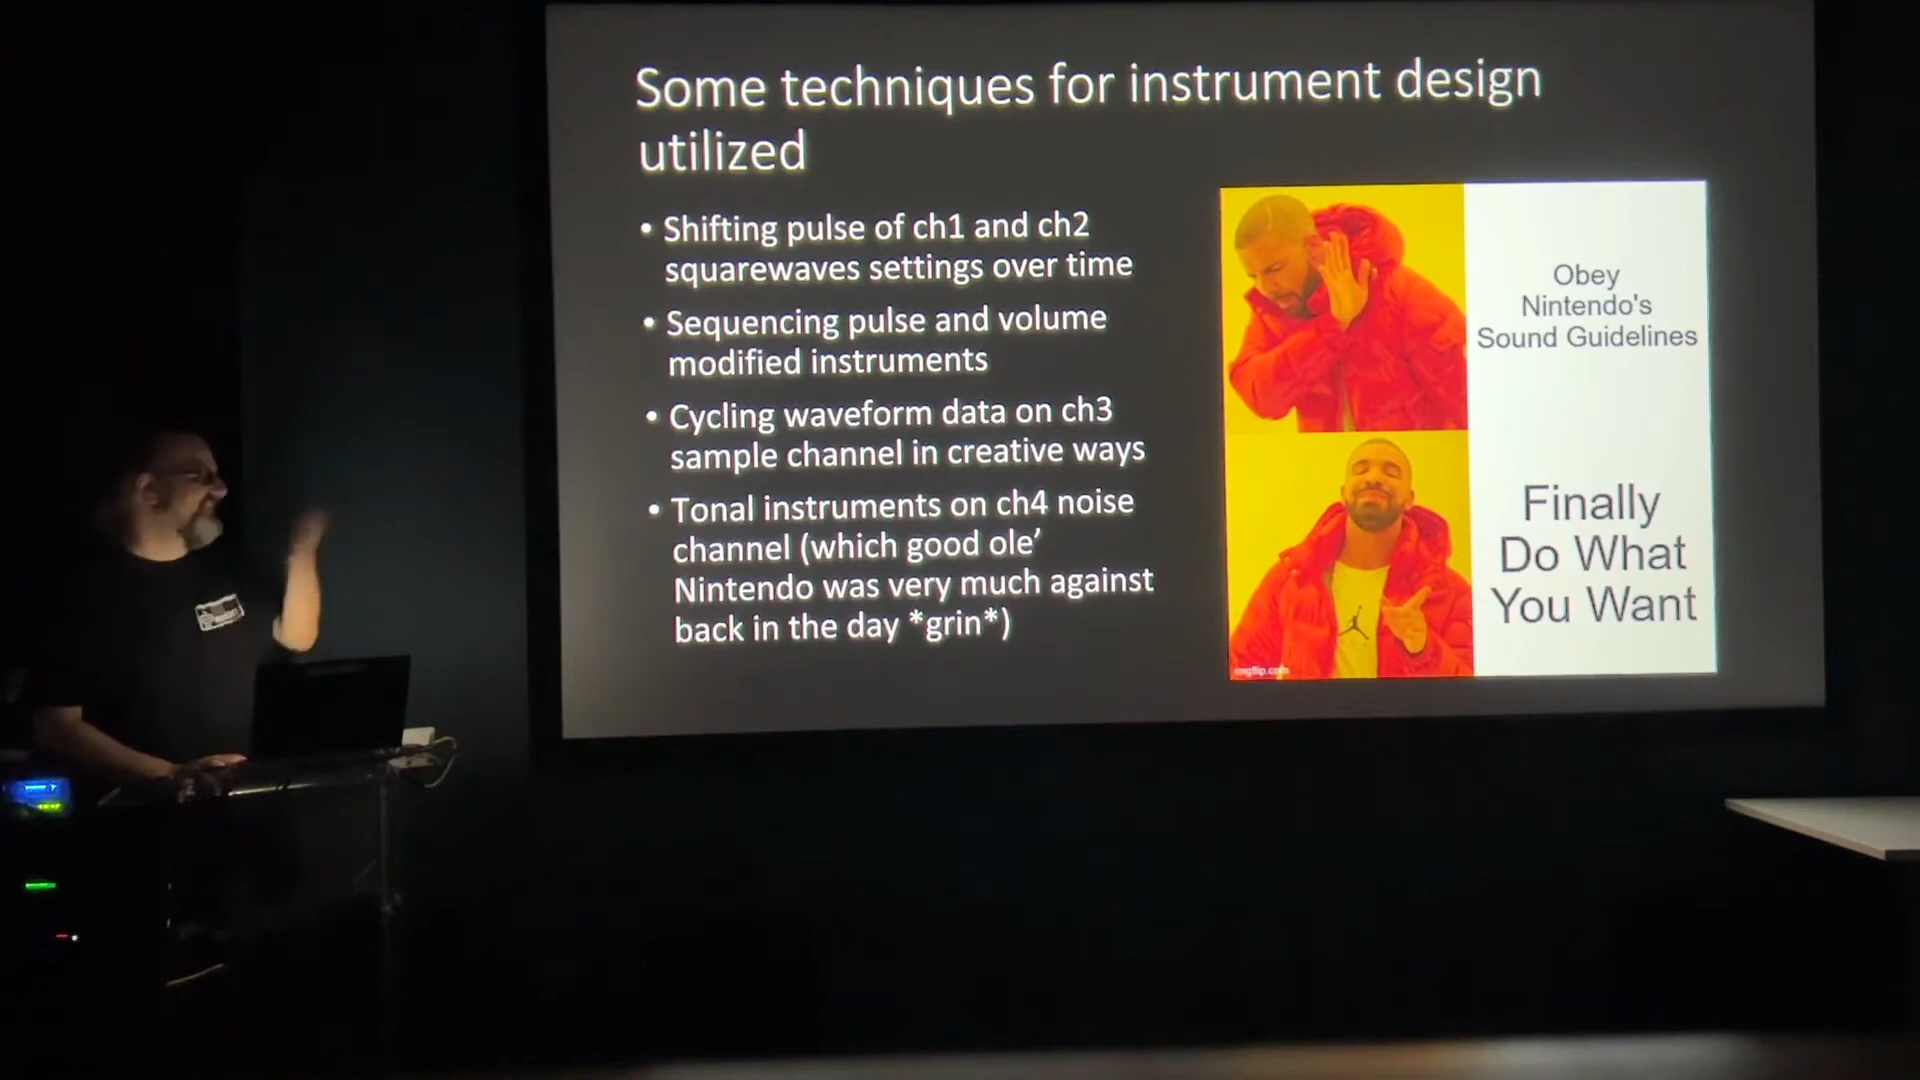 Some techniques for instrument design
utilized
• Shifting pulse of ch1 and ch2
squarewaves settings over time
• Sequencing pulse and volume
modified instruments
• Cycling waveform data on ch3
sample channel in creative ways
• Tonal instruments on ch4 noise
channel (which good ole’
Nintendo was very much against
back in the day *grin*)
Obey
Nintendo's
Sound Guidelines
Finally
Do What
You Want
imgflip.com